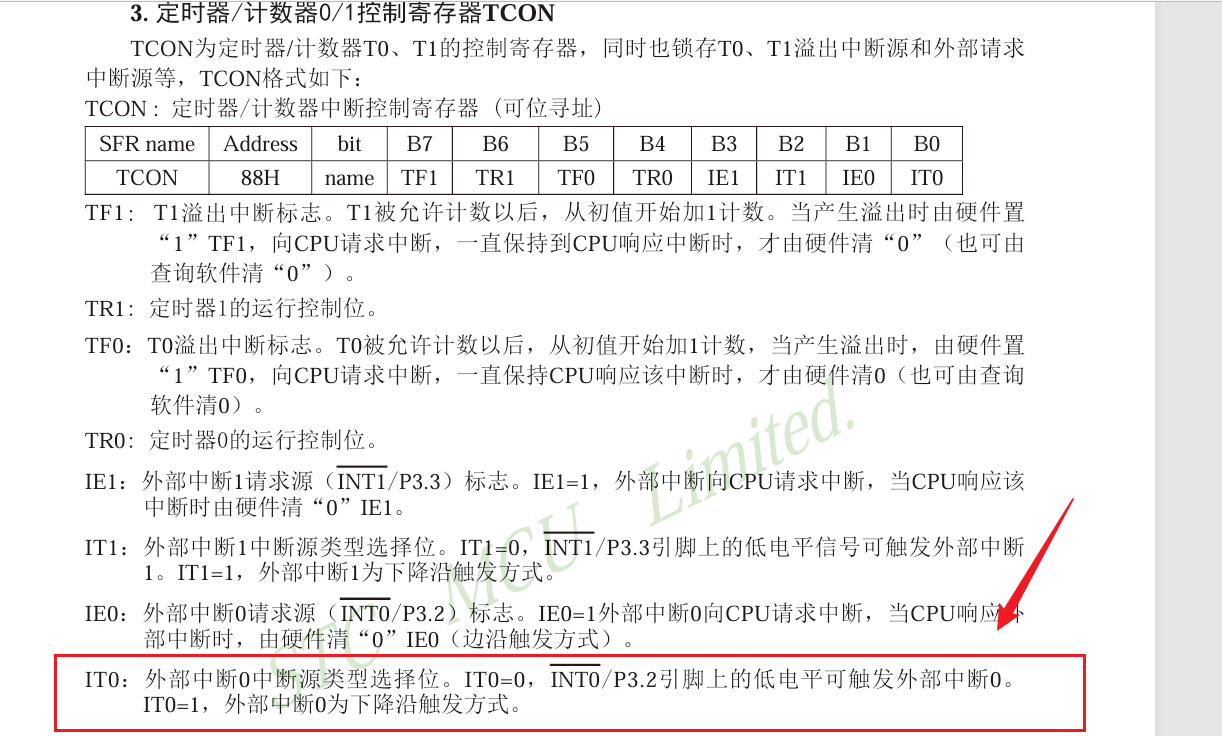 3. 定时器/计数器0/1控制寄存器TCON
TCON为定时器/计数器T0、T1的控制寄存器，同时也锁存T0、T1溢出中断源和外部请求
中断源等，TCON格式如下：
TCON : 定时器/计数器中断控制寄存器 (可位寻址)
SFR name Address bit B7 B6 B5 B4 B3 B2 B1 B0
TCON 88H name TF1 TR1 TF0 TR0 IE1 IT1 IE0 IT0
TF1: T1溢出中断标志。T1被允许计数以后，从初值开始加1计数。当产生溢出时由硬件置
“1”TF1，向CPU请求中断，一直保持到CPU响应中断时，才由硬件清“0”（也可由
查询软件清“0”）。
TR1: 定时器1的运行控制位。
TF0：T0溢出中断标志。T0被允许计数以后，从初值开始加1计数，当产生溢出时，由硬件置
“1”TF0，向CPU请求中断，一直保持CPU响应该中断时，才由硬件清0（也可由查询
软件清0）。
TR0: 定时器0的运行控制位。
IE1：外部中断1请求源（INT1/P3.3）标志。IE1=1，外部中断向CPU请求中断，当CPU响应该
中断时由硬件清“0”IE1。
IT1：外部中断1中断源类型选择位。IT1=0，INT1/P3.3引脚上的低电平信号可触发外部中断
1。IT1=1，外部中断1为下降沿触发方式。
IE0：外部中断0请求源（INT0/P3.2）标志。IE0=1外部中断0向CPU请求中断，当CPU响应外
部中断时，由硬件清“0”IE0（边沿触发方式）。
IT0：外部中断0中断源类型选择位。IT0=0，INT0/P3.2引脚上的低电平可触发外部中断0。
IT0=1，外部中断0为下降沿触发方式。
STC MCU Limited.